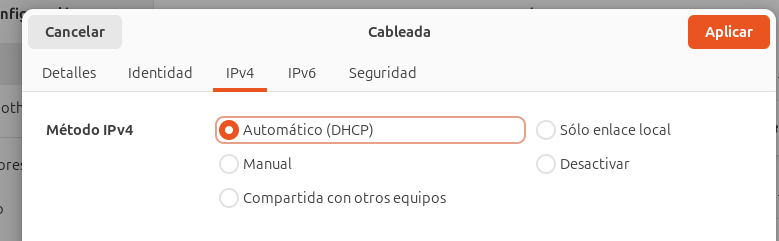 Cancelar Cableada Aplicar
Detalles Identidad IPv4 IPv6 Seguridad
Método IPv4 Automático (DHCP) Sólo enlace local
Manual Desactivar
Compartida con otros equipos